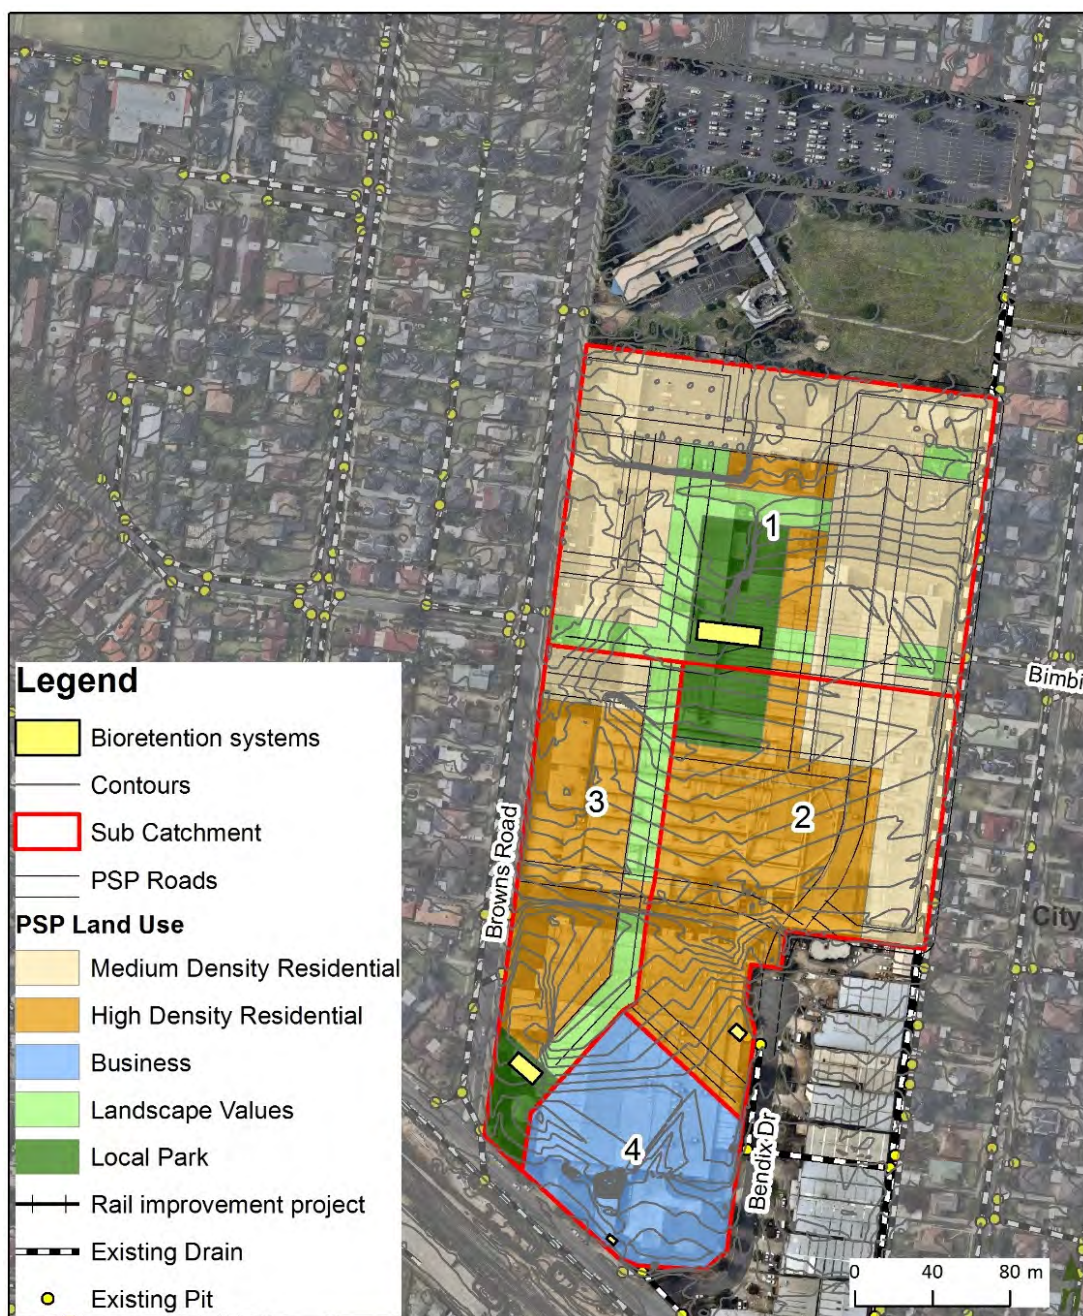 1
Bimbi
3
2
Browns Road
City
4
Bendix Dr
Legend
Bioretention systems
Contours
Sub Catchment
PSP Roads
PSP Land Use
Medium Density Residential
High Density Residential
Business
Landscape Values
Local Park
Rail improvement project
Existing Drain
Existing Pit
0 40 80 m